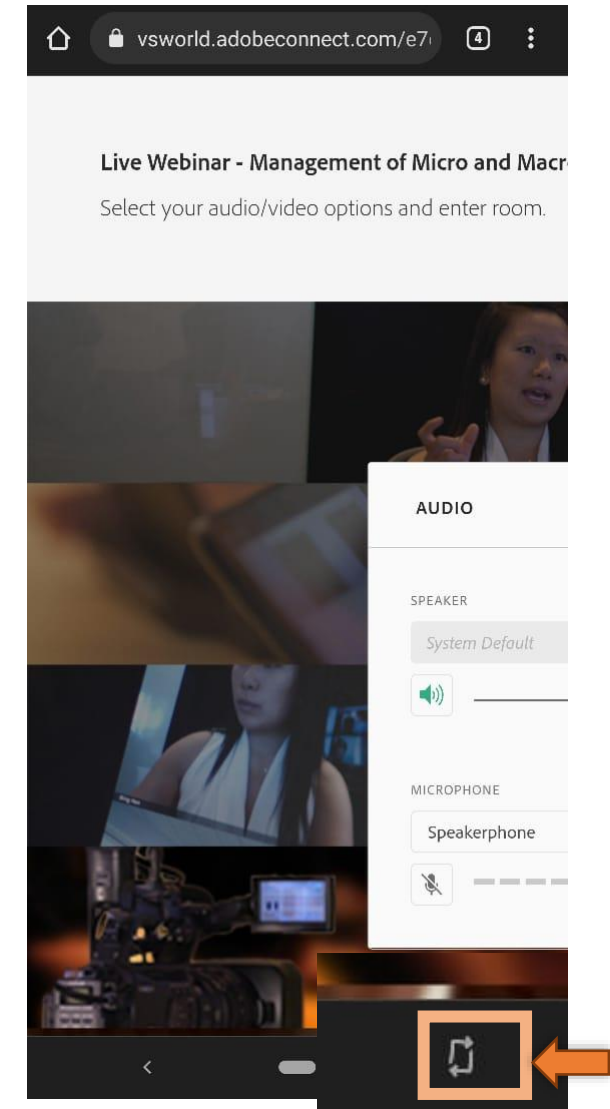 vsworld.adobeconnect.com/e7
4
Live Webinar - Management of Micro and Macr
Select your audio/video options and enter room.
AUDIO
SPEAKER
System Default
MICROPHONE
Speakerphone